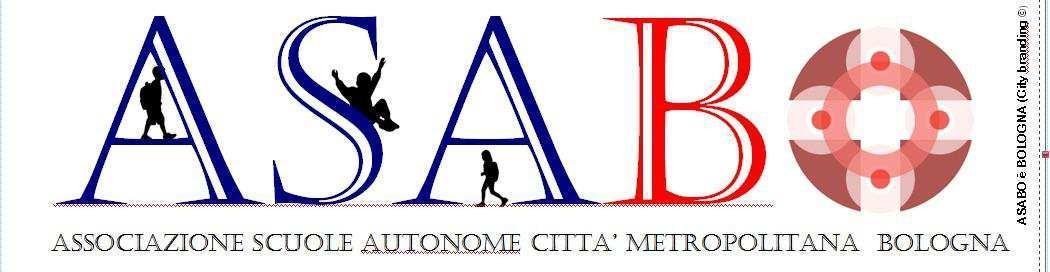 ASABO
ASSOCIAZIONE SCUOLE AUTONOME CITTA’ METROPOLITANA BOLOGNA
ASABO è BOLOGNA (City branding ©)